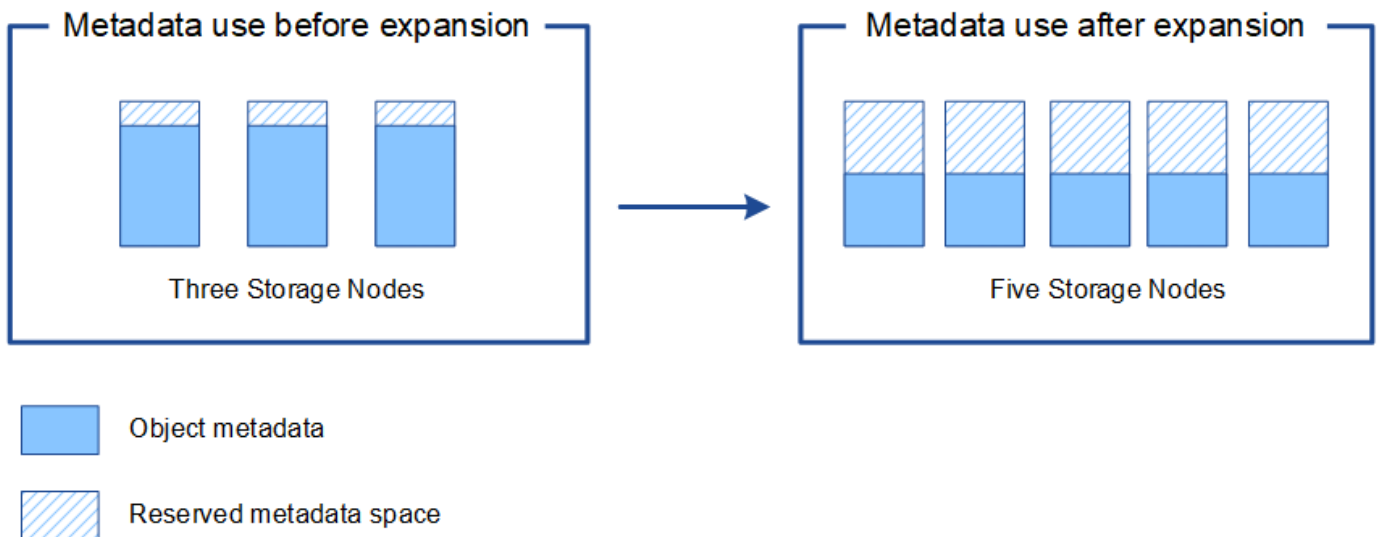 Metadata use before expansion
Metadata use after expansion
Three Storage Nodes
Five Storage Nodes
Object metadata
Reserved metadata space